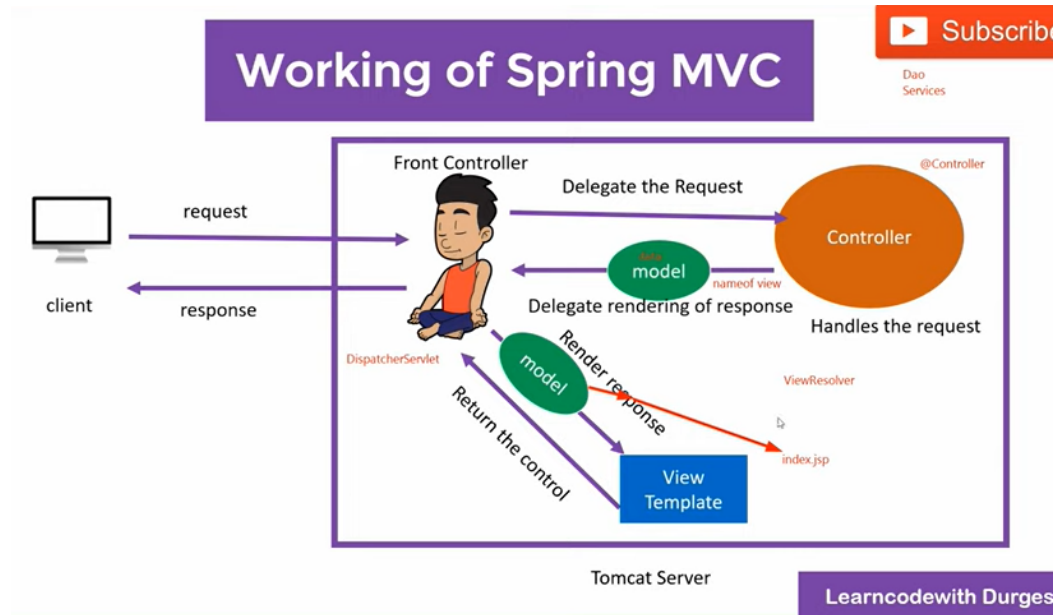 Subscribe
Working of Spring MVC
Dao
Services
Front Controller
@Controller
Delegate the Request
request
Controller
data
model
nameof view
client
response
Delegate rendering of response
Handles the request
DispatcherServlet
model
Render response
ViewResolver
Return the control
index.jsp
View
Template
Tomcat Server
Learncodewith Durges